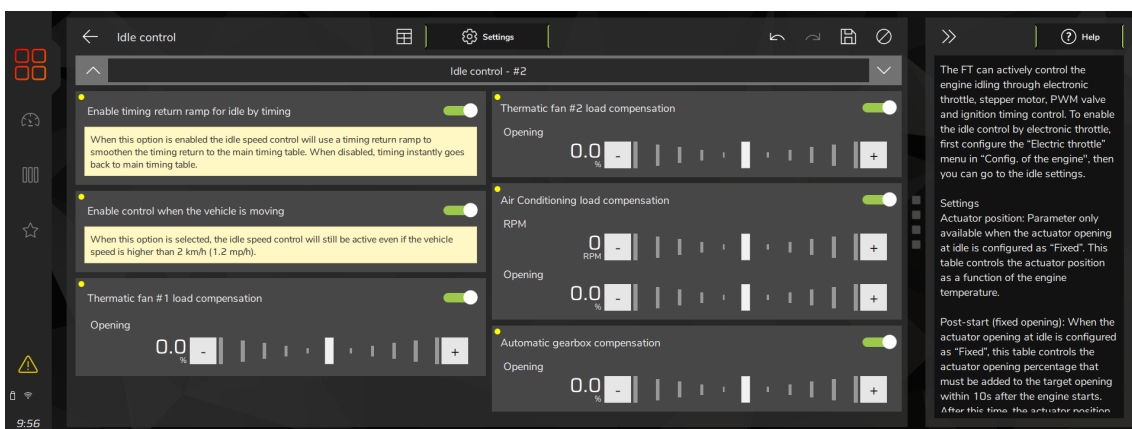 Idle control
Settings
Help
Idle control - #2
Enable timing return ramp for idle by timing
When this option is enabled the idle speed control will use a timing return ramp to
smoothen the timing return to the main timing table. When disabled, timing instantly goes
back to main timing table.
Enable control when the vehicle is moving
When this option is selected, the idle speed control will still be active even if the vehicle
speed is higher than 2 km/h (1.2 mp/h).
Thermatic fan #1 load compensation
Opening
0.0
%
-
+
Thermatic fan #2 load compensation
Opening
0.0
%
-
+
Air Conditioning load compensation
RPM
0
RPM
-
+
Opening
0.0
%
-
+
Automatic gearbox compensation
Opening
0.0
%
-
+
The FT can actively control the
engine idling through electronic
throttle, stepper motor, PWM valve
and ignition timing control. To enable
the idle control by electronic throttle,
first configure the “Electric throttle”
menu in “Config. of the engine”, then
you can go to the idle settings.
Settings
Actuator position: Parameter only
available when the actuator opening
at idle is configured as “Fixed”. This
table controls the actuator position
as a function of the engine
temperature.
Post-start (fixed opening): When the
actuator opening at idle is configured
as “Fixed”, this table controls the
actuator opening percentage that
must be added to the target opening
within 10s after the engine starts.
After this time, the actuator position
9:56